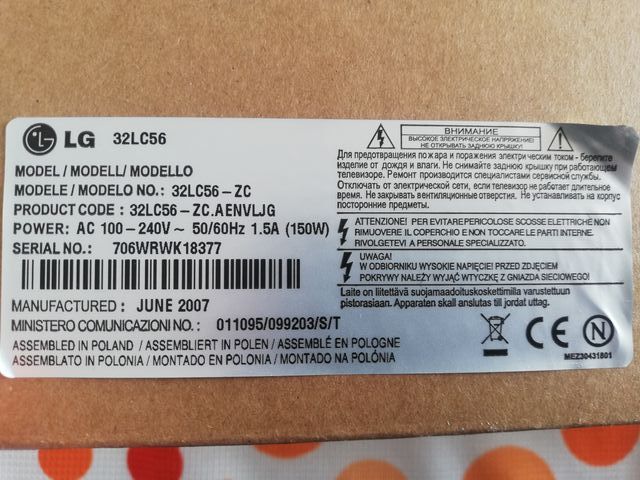 LG 32LC56
MODEL / MODELL/ MODELLO
MODELE / MODELO NO.: 32LC56-ZC
PRODUCT CODE : 32LC56-ZC.AENVLJG
POWER: AC 100-240V ~ 50/60Hz 1.5A (150W)
SERIAL NO.: 706WRWK18377
MANUFACTURED : JUNE 2007
MINISTERO COMUNICAZIONI NO. : 011095/099203/S/T
ASSEMBLED IN POLAND / ASSEMBLIERT IN POLEN / ASSEMBLÉ EN POLOGNE
ASSEMBLATO IN POLONIA / MONTADO EN POLONIA / MONTADO NA POLÓNIA
ВНИМАНИЕ
ВЫСОКОЕ ЭЛЕКТРИЧЕСКОЕ НАПРЯЖЕНИЕ!
НЕ ОТКРЫВАТЬ ЗАДНЮЮ КРЫШКУ!
Для предотвращения пожара и поражения электрическим током - берегите
изделие от дождя и влаги. Не снимайте заднюю крышку при работающем
телевизоре. Ремонт производится специалистами сервисной службы.
Отключать от электрической сети, если телевизор не работает длительное
время. Не закрывать вентиляционные отверстия. Не устанавливать на корпус
посторонние предметы.
ATTENZIONE! PER EVITARE PERICOLOSE SCOSSE ELETTRICHE NON
RIMUOVERE IL COPERCHIO E NON TOCCARE LE PARTI INTERNE.
RIVOLGETEVI A PERSONALE SPECIALIZZATO.
UWAGA!
W ODBIORNIKU WYSOKIE NAPIĘCIE! PRZED ZDJĘCIEM
POKRYWY NALEŻY WYJĄĆ WTYCZKĘ Z GNIAZDA SIECIOWEGO!
Laite on liitettävä suojamaadoituskoskettimilla varustettuun
pistorasiaan. Apparaten skall anslutas till jordat uttag.
CE N
MEZ30431801